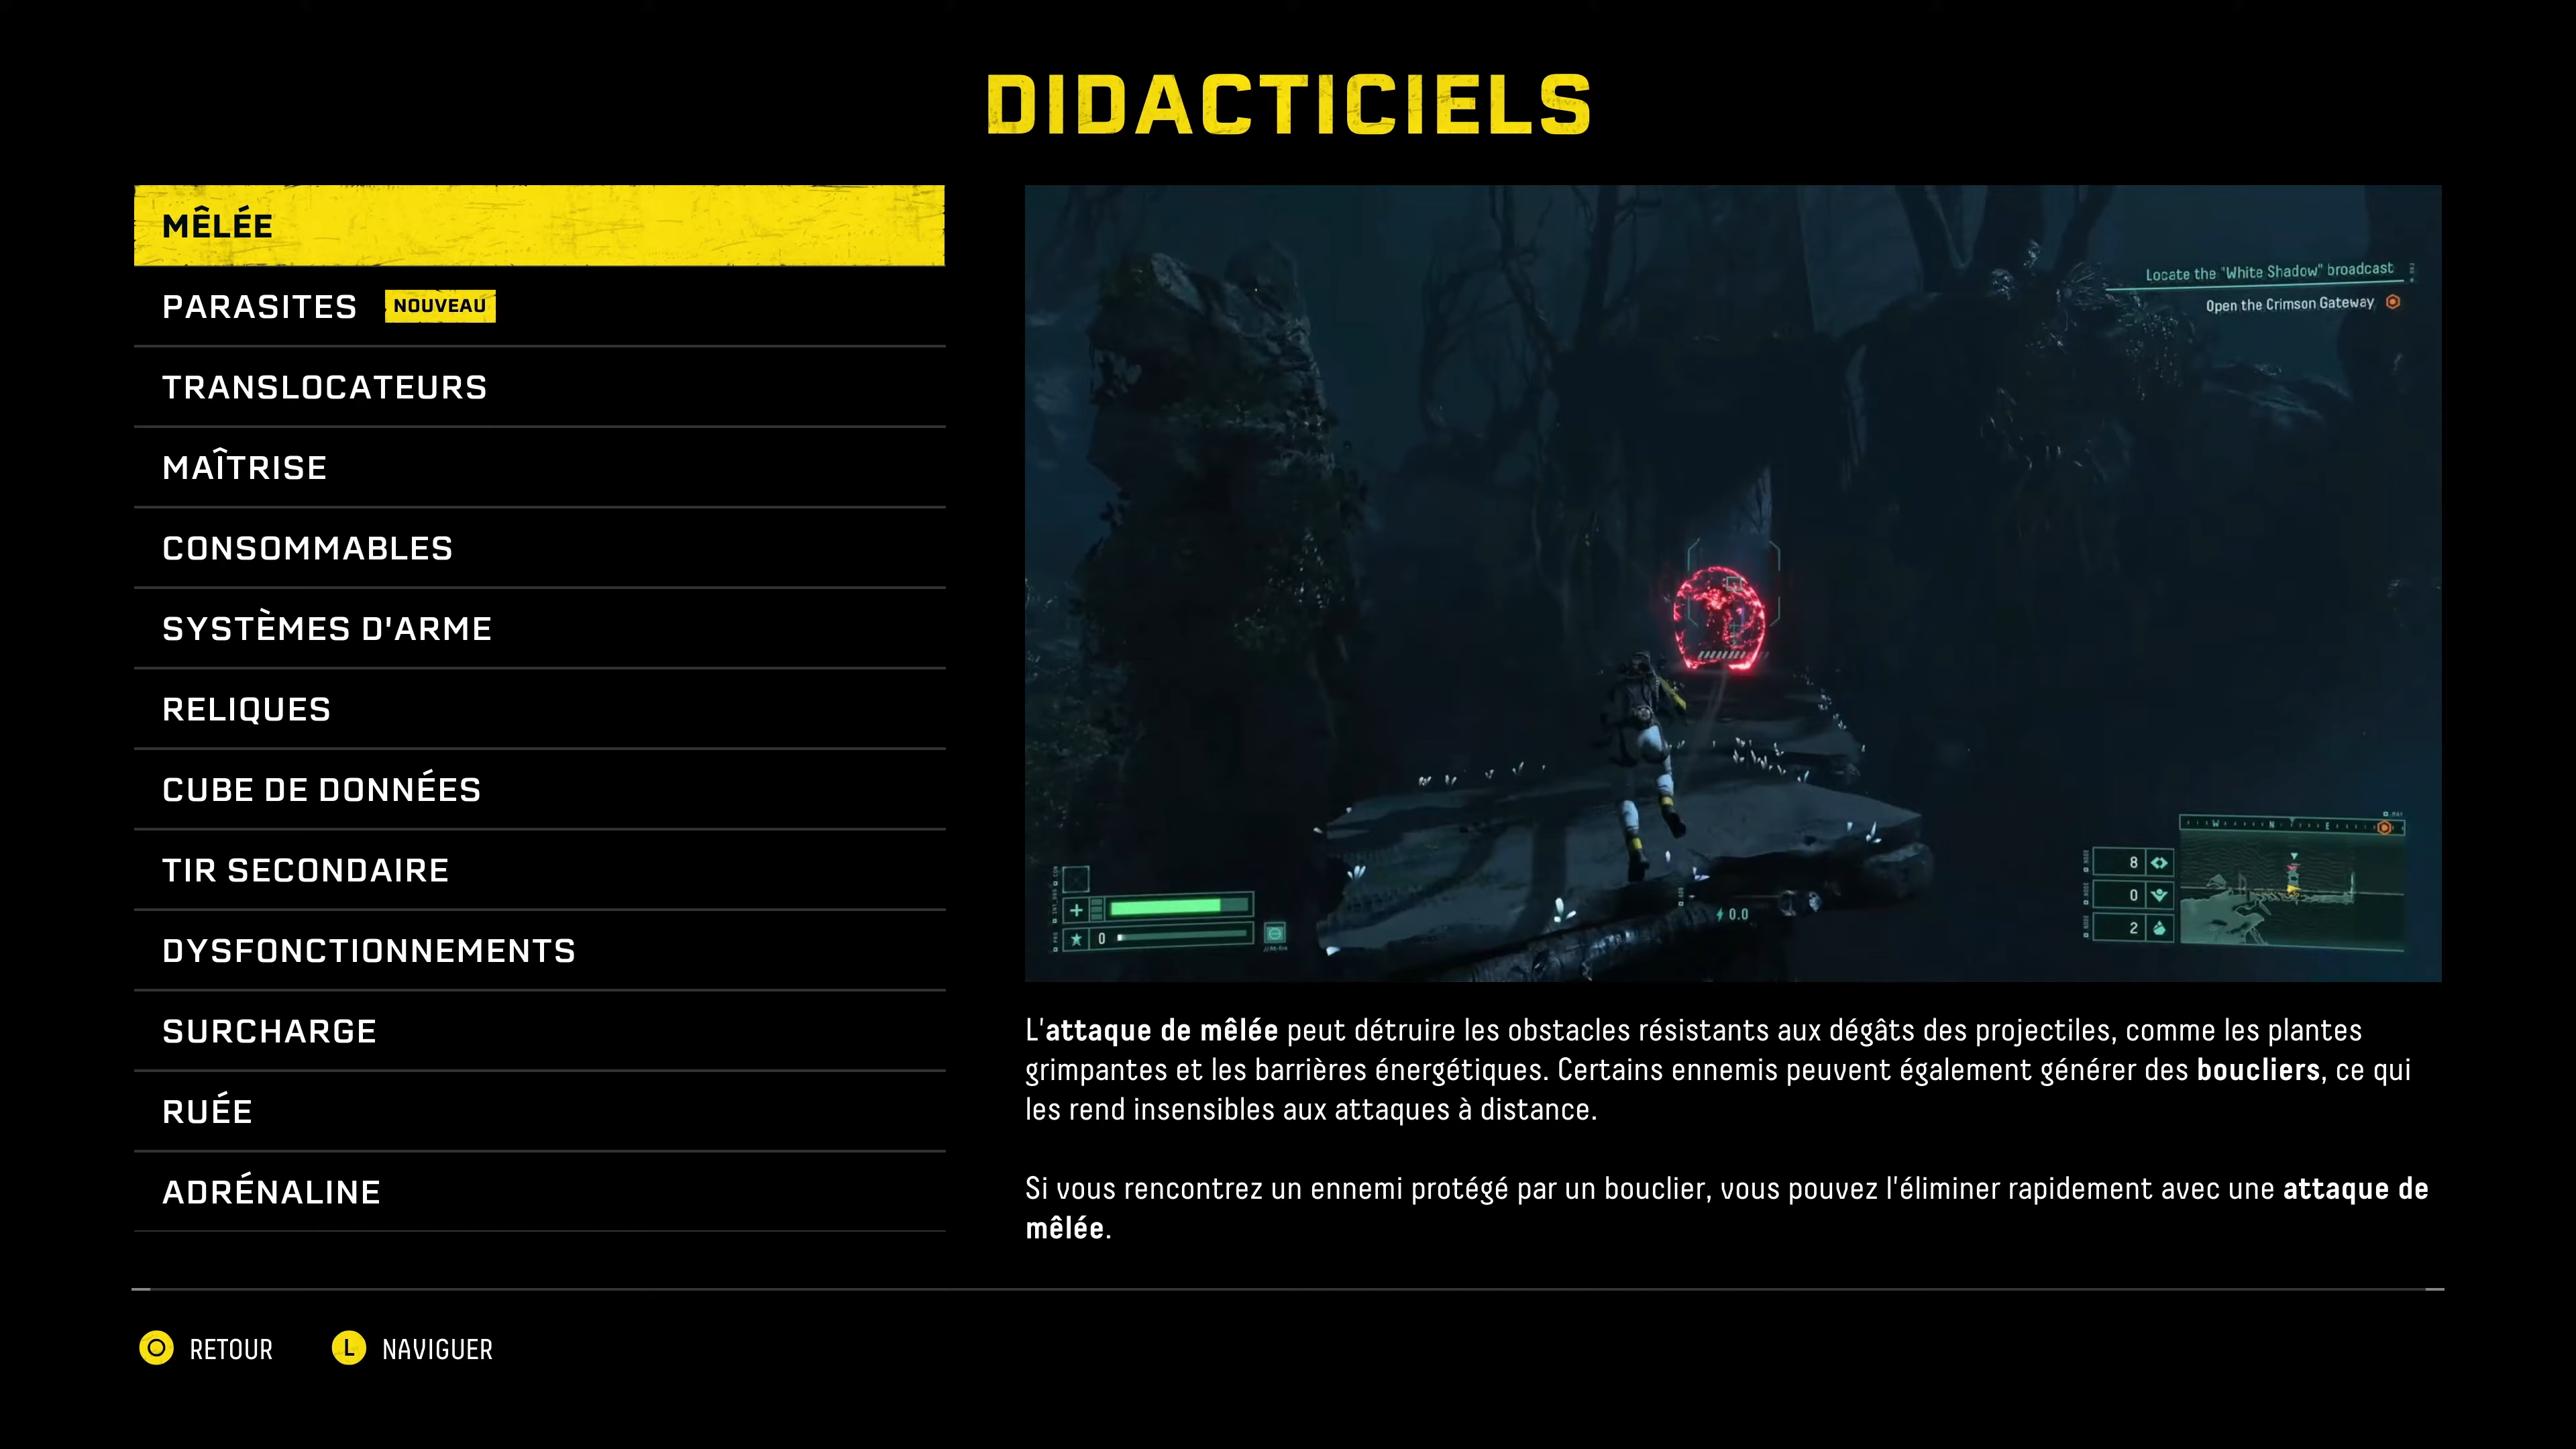 DIDACTICIELS
MÊLÉE
PARASITES NOUVEAU
TRANSLOCATEURS
MAÎTRISE
CONSOMMABLES
SYSTÈMES D'ARME
RELIQUES
CUBE DE DONNÉES
TIR SECONDAIRE
DYSFONCTIONNEMENTS
SURCHARGE
RUÉE
ADRÉNALINE
Locate the "White Shadow" broadcast
Open the Crimson Gateway
0
0.0
W N E
8
0
2
L'attaque de mêlée peut détruire les obstacles résistants aux dégâts des projectiles, comme les plantes
grimpantes et les barrières énergétiques. Certains ennemis peuvent également générer des boucliers, ce qui
les rend insensibles aux attaques à distance.
Si vous rencontrez un ennemi protégé par un bouclier, vous pouvez l'éliminer rapidement avec une attaque de
mêlée.
RETOUR L NAVIGUER